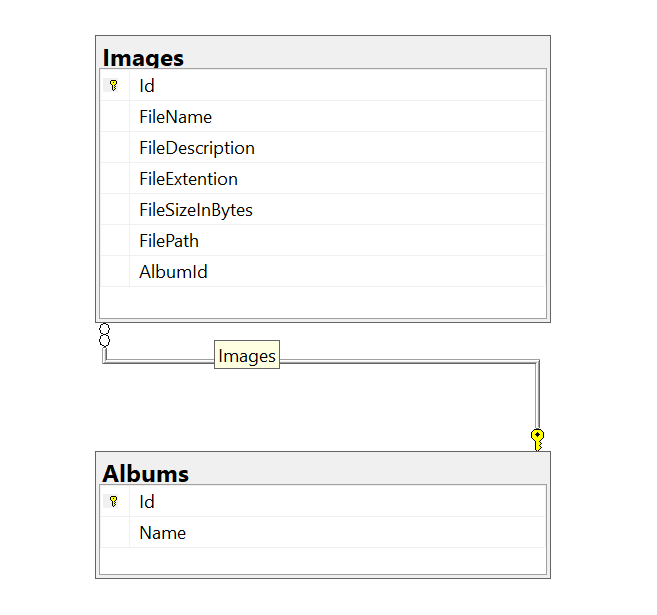 Images
Id
FileName
FileDescription
FileExtention
FileSizeInBytes
FilePath
AlbumId
Images
Albums
Id
Name